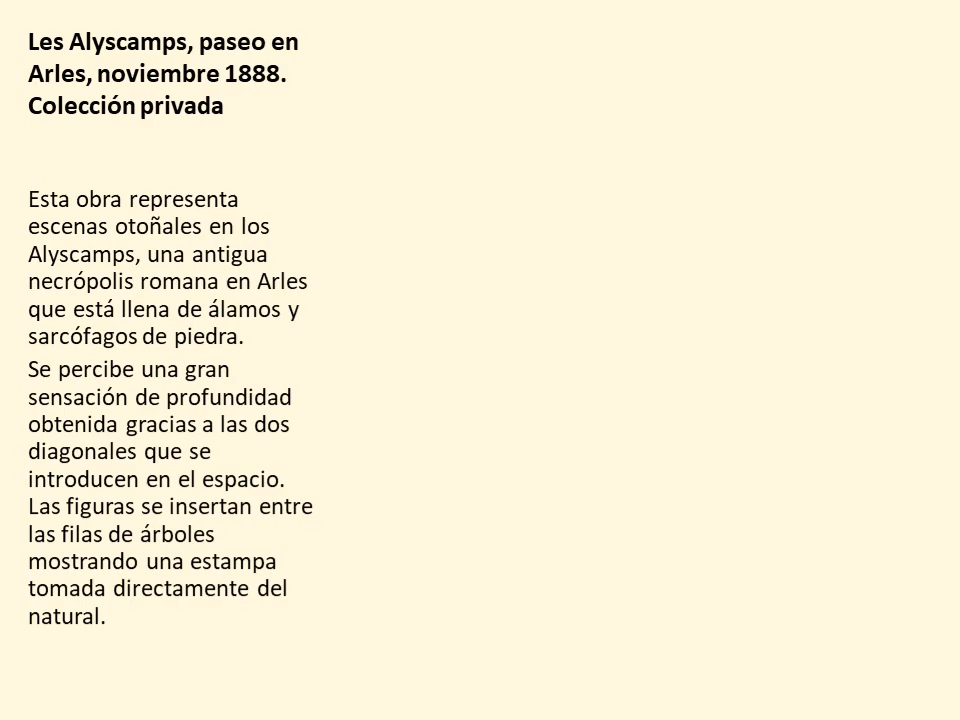 Les Alyscamps, paseo en
Arles, noviembre 1888.
Colección privada
Esta obra representa
escenas otoñales en los
Alyscamps, una antigua
necrópolis romana en Arles
que está llena de álamos y
sarcófagos de piedra.
Se percibe una gran
sensación de profundidad
obtenida gracias a las dos
diagonales que se
introducen en el espacio.
Las figuras se insertan entre
las filas de árboles
mostrando una estampa
tomada directamente del
natural.